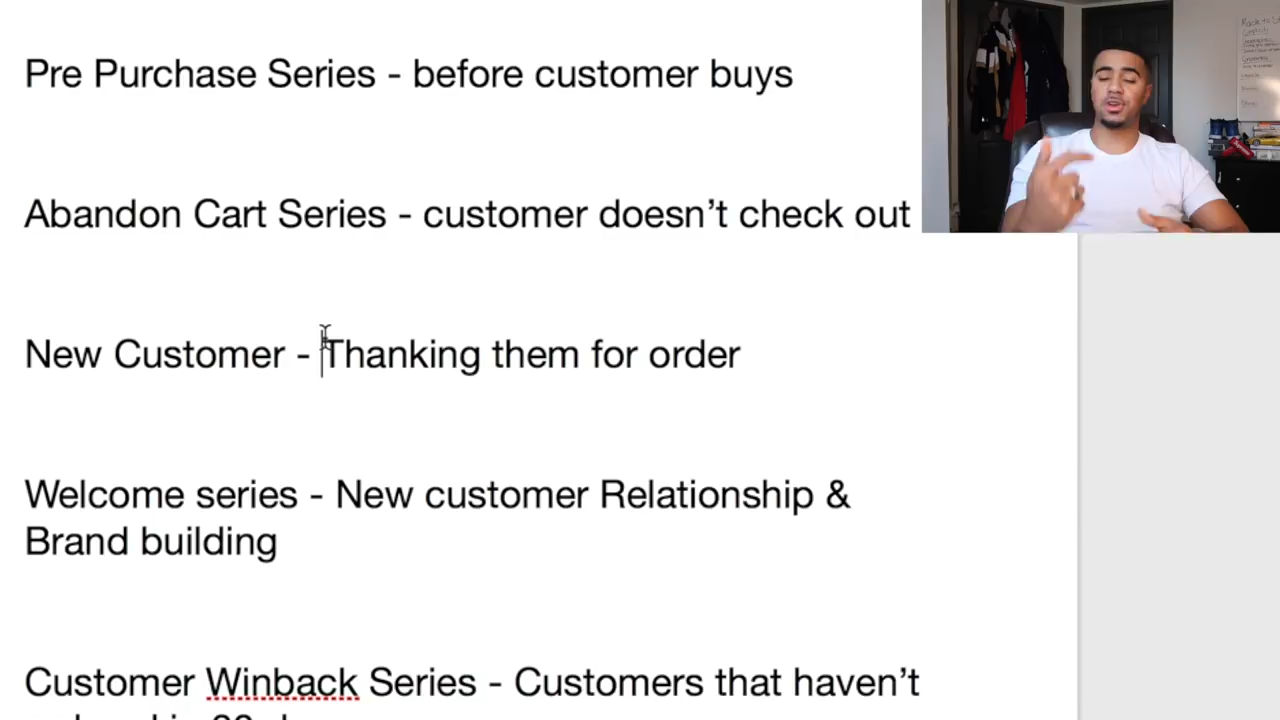 Pre Purchase Series - before customer buys
Abandon Cart Series - customer doesn't check out
New Customer - Thanking them for order
Welcome series - New customer Relationship &
Brand building
Customer Winback Series - Customers that haven't